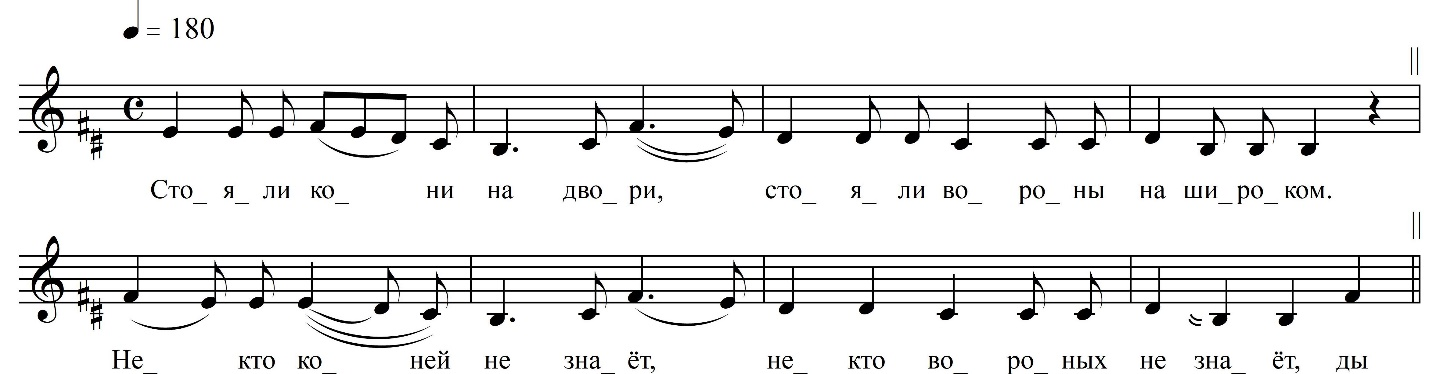 = 180
Сто_ я_ ли ко_ ни на дво_ ри, сто_ я_ ли во_ ро_ ны на ши_ ро_ ком.
Не_ кто ко_ ней не зна_ ёт, не_ кто во_ ро_ ных не зна_ ёт, ды